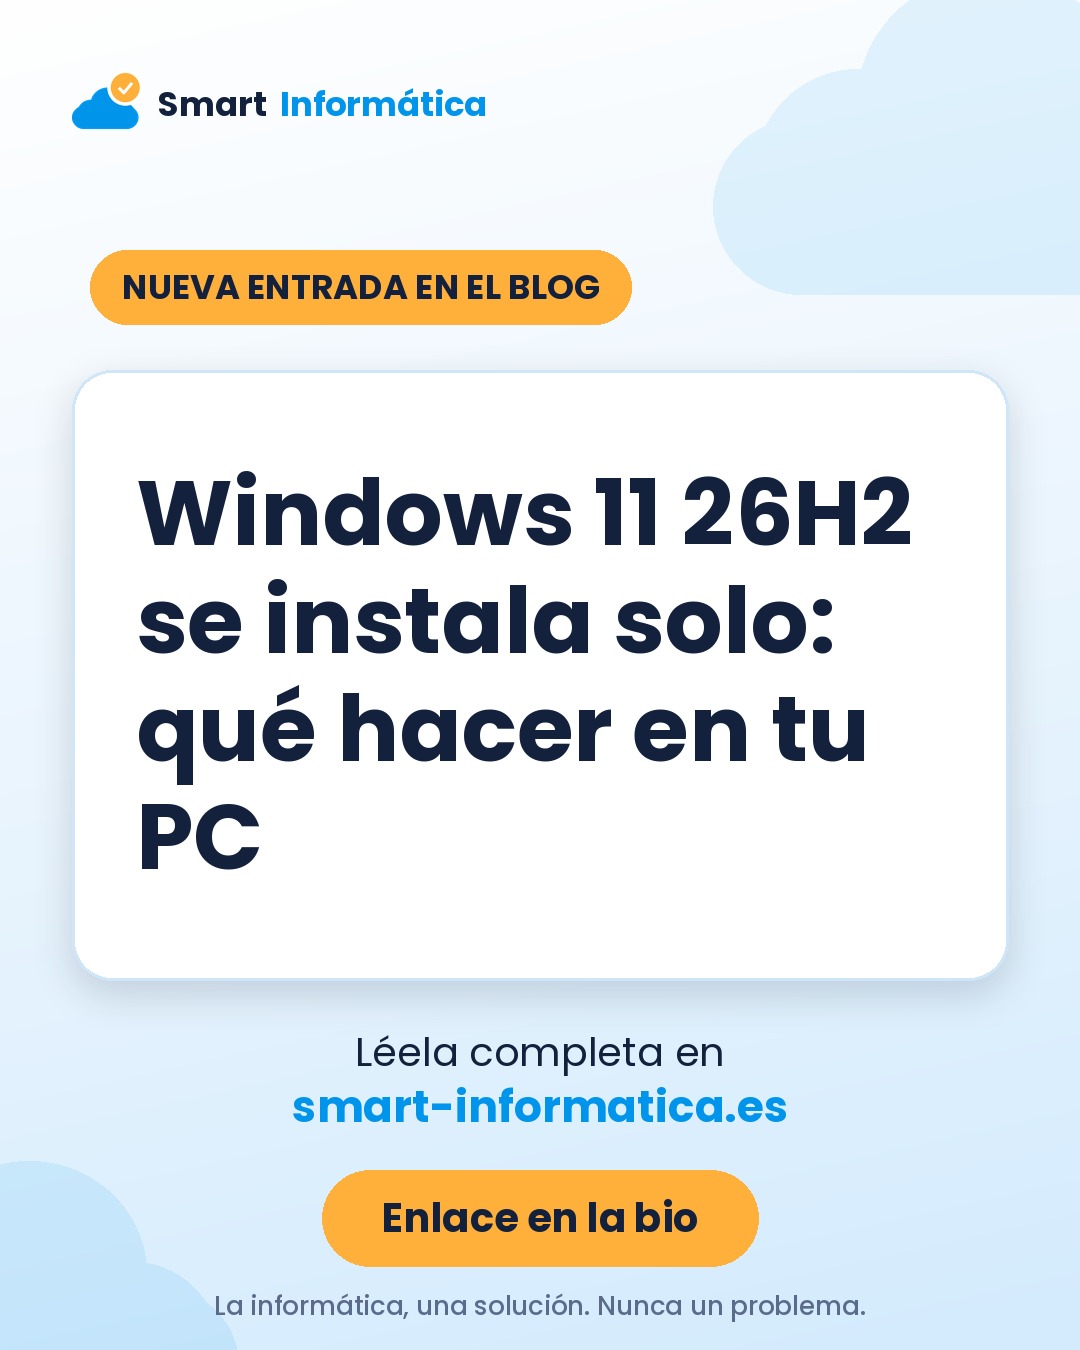 Smart Informática
NUEVA ENTRADA EN EL BLOG
Windows 11 26H2
se instala solo:
qué hacer en tu
PC
Léela completa en
smart-informatica.es
Enlace en la bio
La informática, una solución. Nunca un problema.